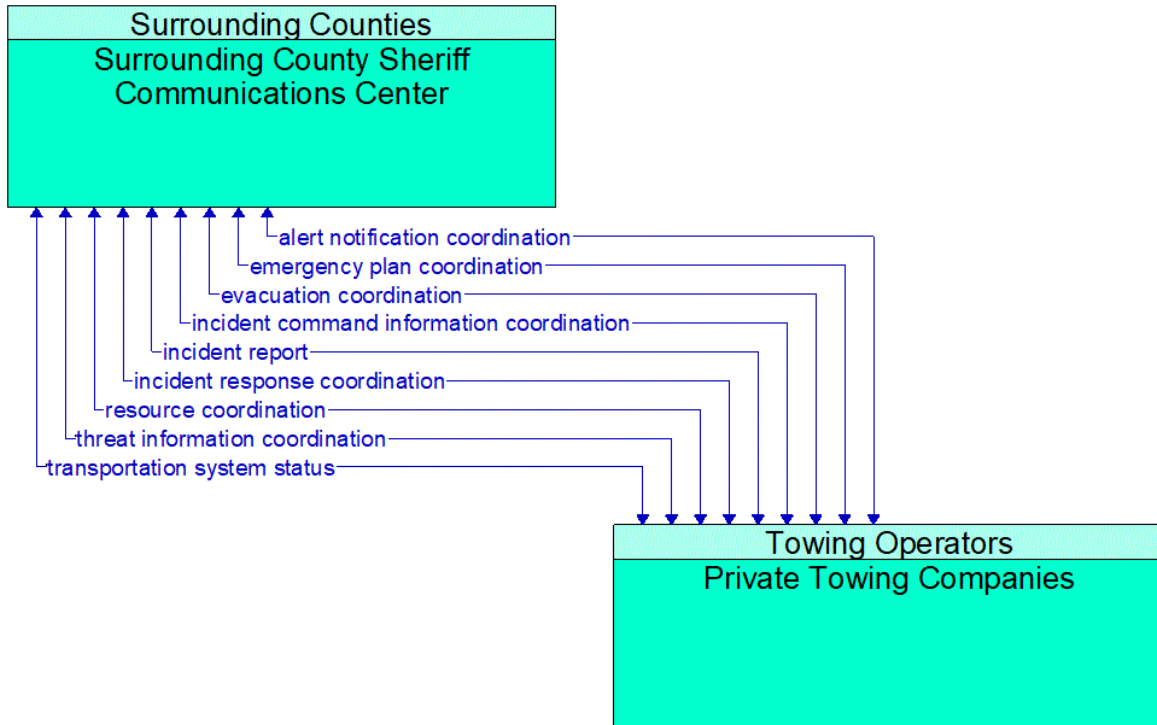 Surrounding Counties
Surrounding County Sheriff
Communications Center
alert notification coordination
emergency plan coordination
evacuation coordination
incident command information coordination
incident report
incident response coordination
resource coordination
threat information coordination
transportation system status
Towing Operators
Private Towing Companies